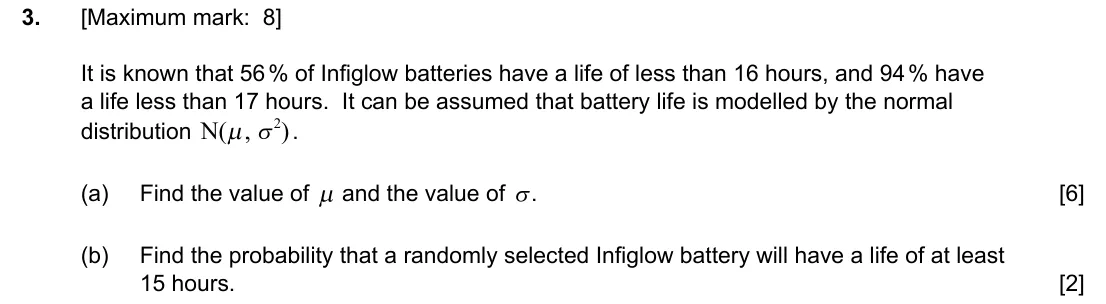 3. [Maximum mark: 8]
It is known that 56 % of Infiglow batteries have a life of less than 16 hours, and 94 % have
a life less than 17 hours. It can be assumed that battery life is modelled by the normal
distribution N(μ, σ²).
(a) Find the value of μ and the value of σ. [6]
(b) Find the probability that a randomly selected Infiglow battery will have a life of at least
15 hours. [2]